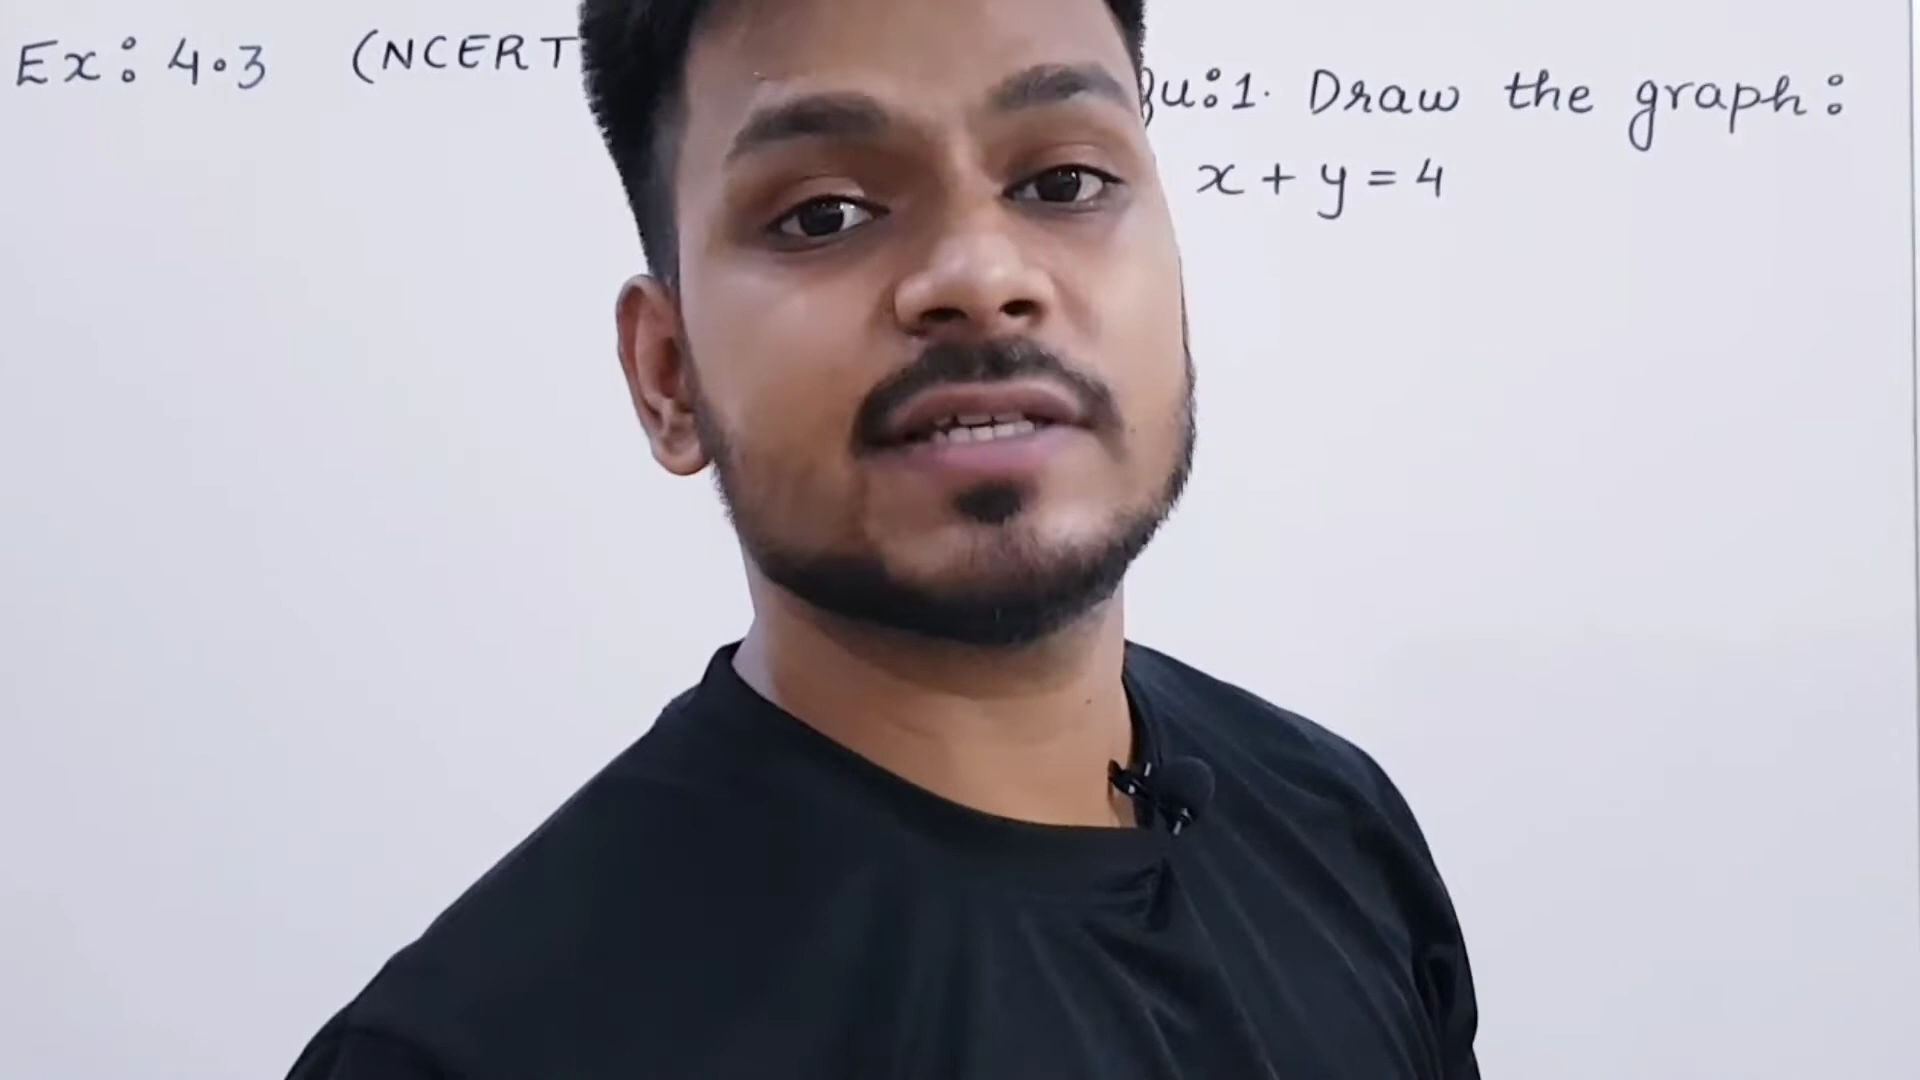 Ex: 4.3 (NCERT
Qu:1. Draw the graph:
x + y = 4